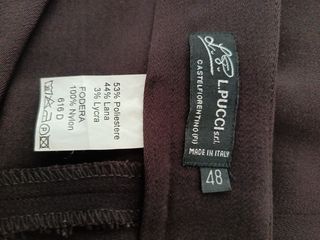 53% Poliestere
44% Lana
3% Lycra
FODERA
100% Nylon
616 D
L. PUCCI s.r.l.
CASTELFIORENTINO (FI)
MADE IN ITALY
48